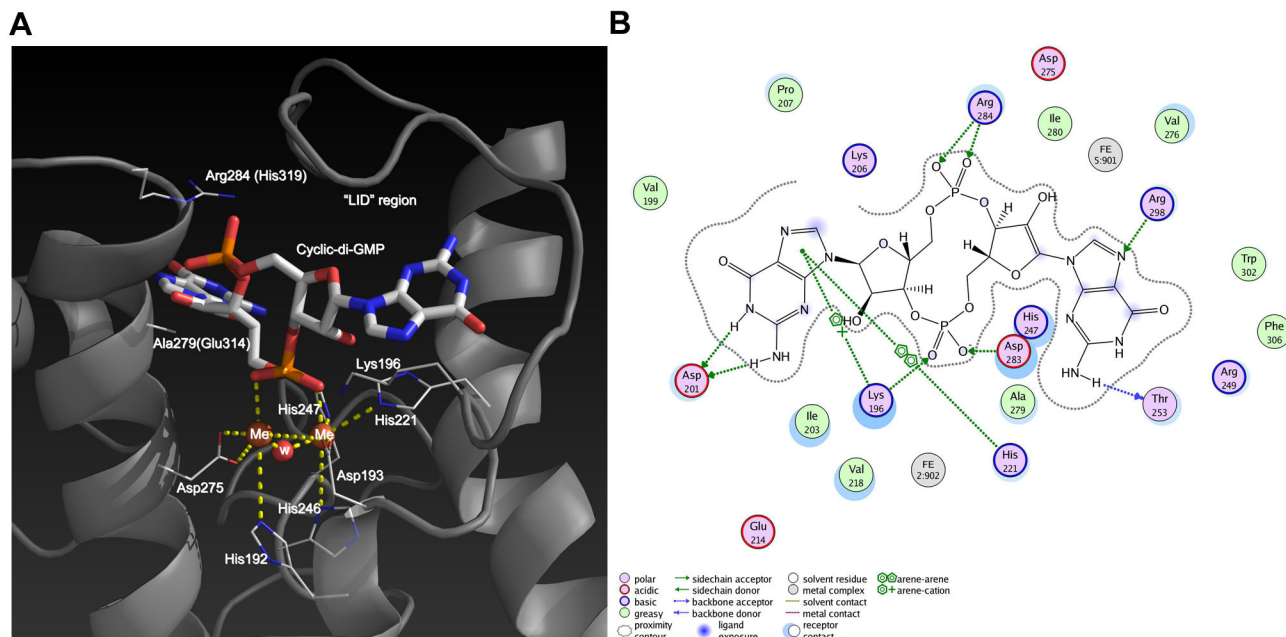 A
Arg284 (His319)
"LID" region
Cyclic-di-GMP
Ala279(Glu314)
Lys196
His247
His221
Me
Me
w
Asp275
Asp193
His246
His192
B
Asp
275
Pro
207
Arg
284
Ile
280
Val
276
Lys
206
FE
5:901
Val
199
Arg
298
OH
O
O
P
O
O
N
N
N
O
O
O
N
N
Trp
302
O
N
N
HO
O
O
P
O
His
247
N
O
H
NH
O
O
Asp
283
N
NH
Phe
306
H
Asp
201
Lys
196
Ala
279
NH
H
Arg
249
Thr
253
Ile
203
Val
218
FE
2:902
His
221
Glu
214
polar
acidic
basic
greasy
proximity
contour
sidechain acceptor
sidechain donor
backbone acceptor
backbone donor
ligand
exposure
solvent residue
metal complex
solvent contact
metal contact
receptor
contact
arene-arene
arene-cation